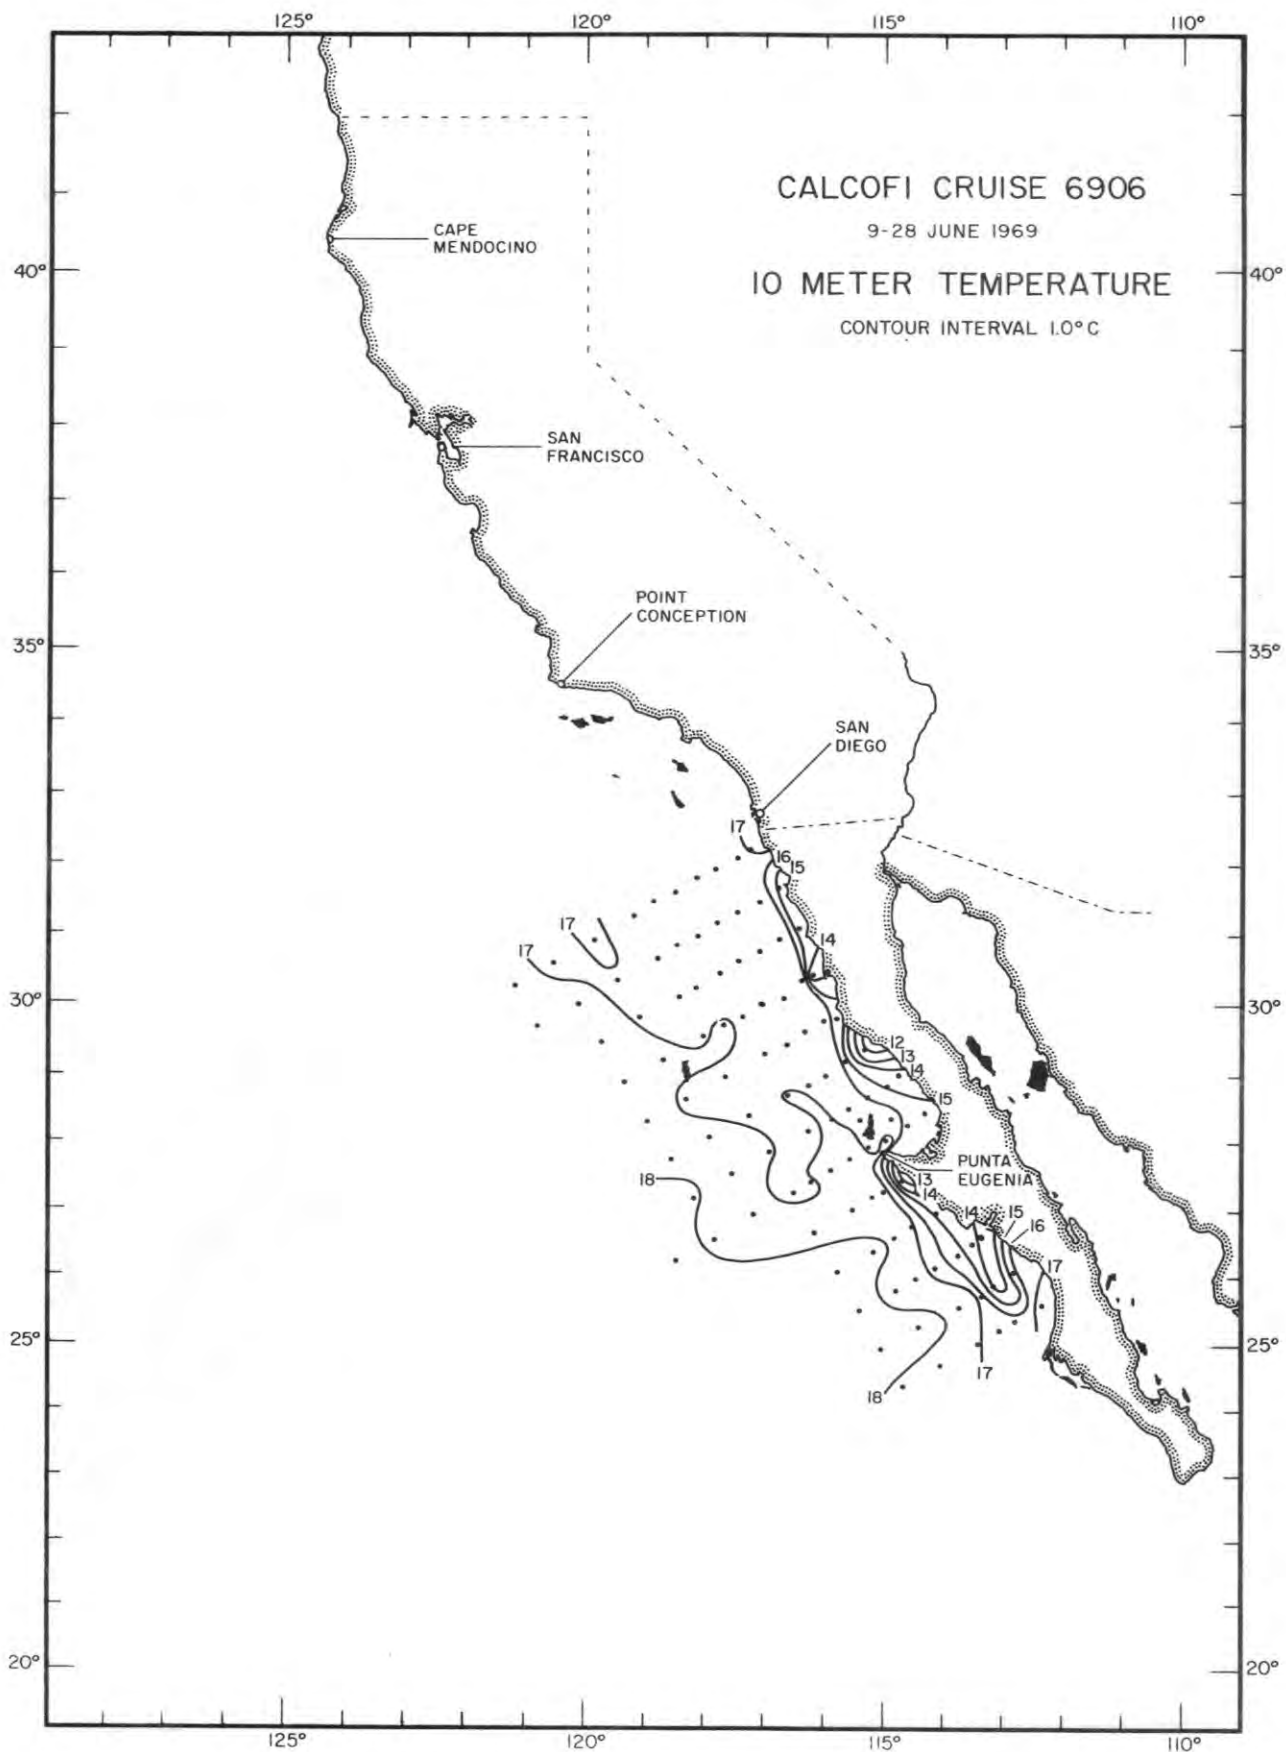 125°
120°
115°
110°
CALCOFI CRUISE 6906
9-28 JUNE 1969
10 METER TEMPERATURE
CONTOUR INTERVAL 1.0°C
CAPE
MENDOCINO
40°
40°
SAN
FRANCISCO
POINT
CONCEPTION
35°
35°
SAN
DIEGO
17
16
15
17
17
14
30°
30°
12
13
14
15
PUNTA
EUGENIA
18
13
14
14
15
16
17
25°
25°
17
18
20°
20°
125°
120°
115°
110°